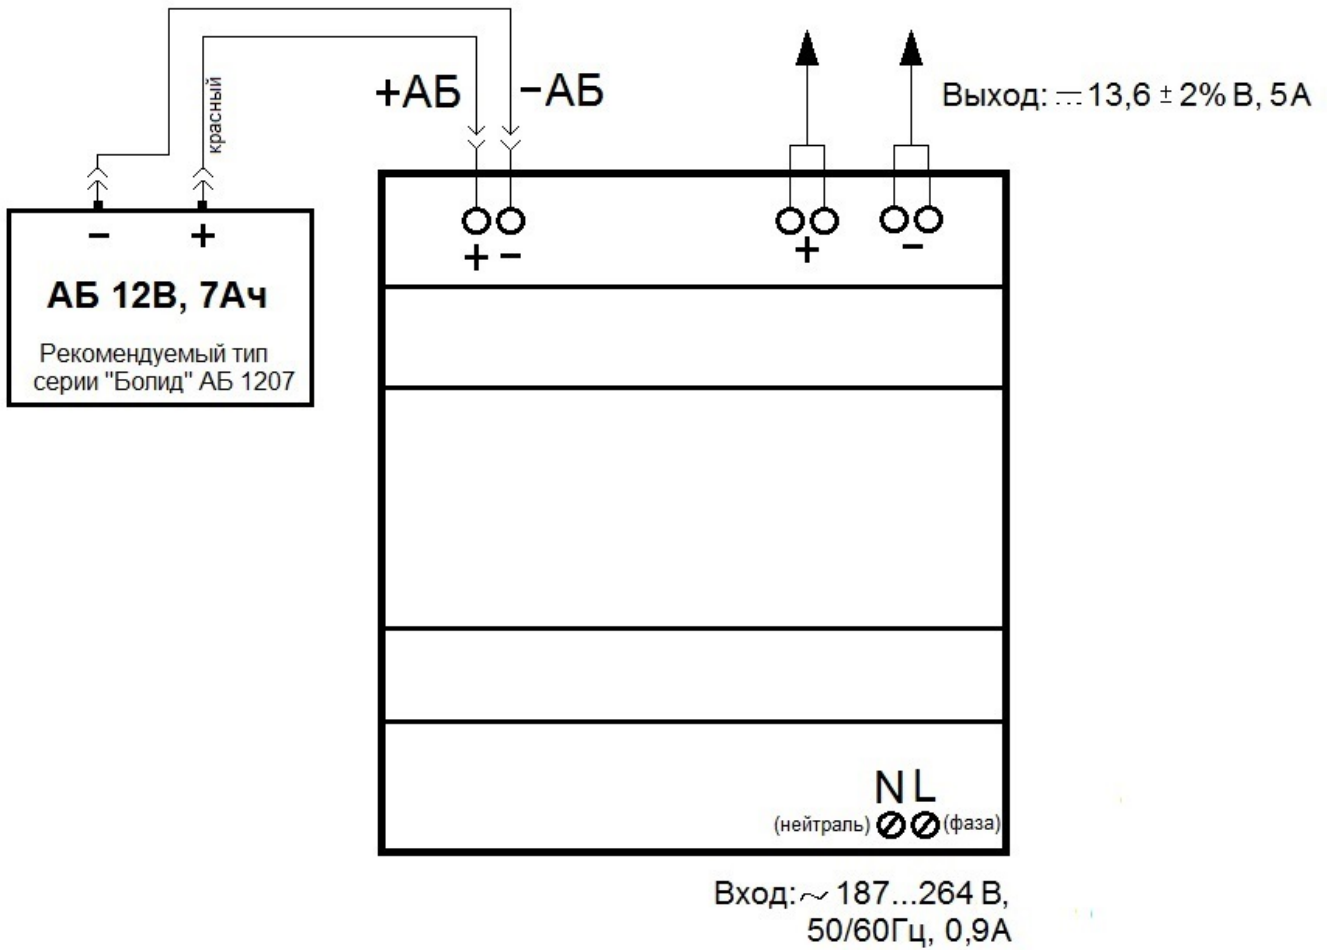 +АБ
−АБ
Выход: ⎓ 13,6 ± 2% В, 5А
красный
− +
+ −
+
−
АБ 12В, 7Ач
Рекомендуемый тип
серии "Болид" АБ 1207
N L
(нейтраль)
(фаза)
Вход: ~ 187...264 В,
50/60Гц, 0,9А